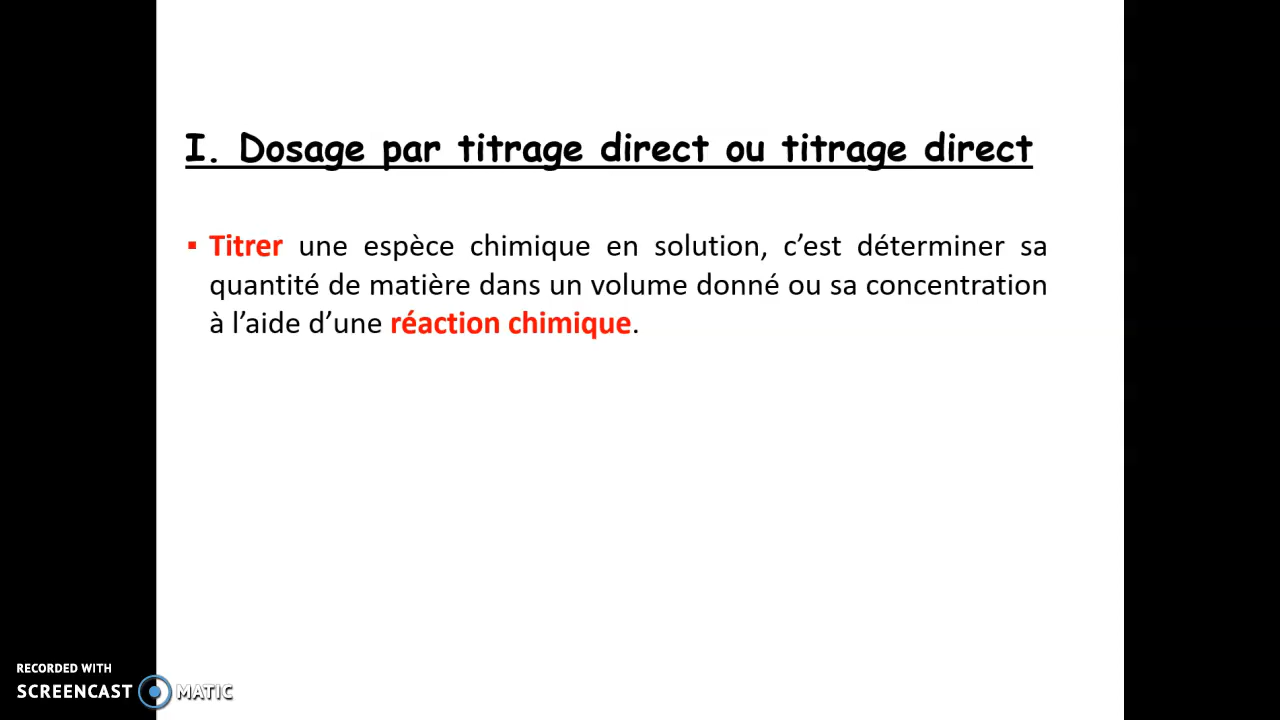 I. Dosage par titrage direct ou titrage direct
▪ Titrer une espèce chimique en solution, c’est déterminer sa
quantité de matière dans un volume donné ou sa concentration
à l’aide d’une réaction chimique.
RECORDED WITH
SCREENCAST MATIC